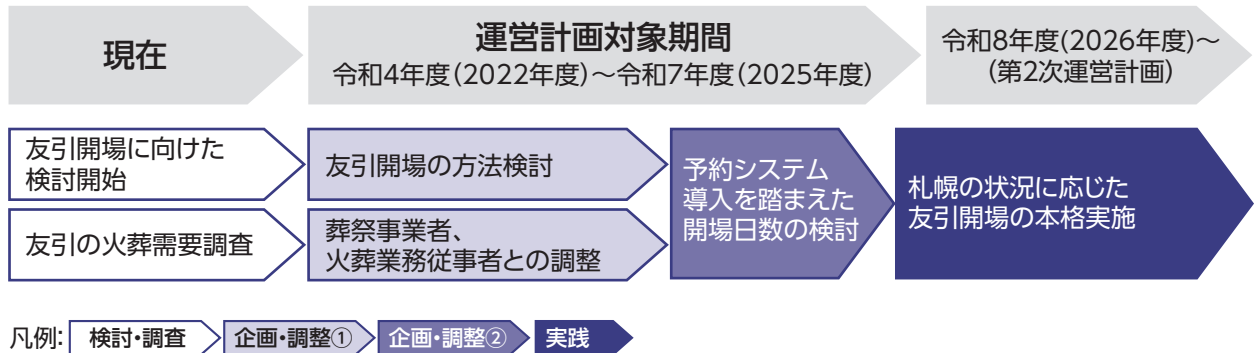 現在
運営計画対象期間
令和4年度(2022年度)～令和7年度(2025年度)
令和8年度(2026年度)～
(第2次運営計画)
友引開場に向けた
検討開始
友引の火葬需要調査
友引開場の方法検討
葬祭事業者、
火葬業務従事者との調整
予約システム
導入を踏まえた
開場日数の検討
札幌の状況に応じた
友引開場の本格実施
凡例: 検討・調査 企画・調整① 企画・調整② 実践